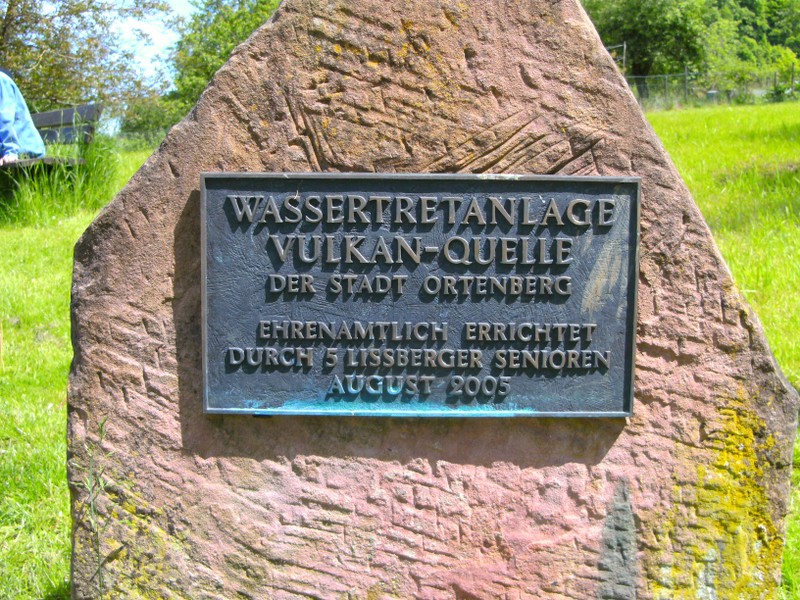 WASSERTRETANLAGE
VULKAN-QUELLE
DER STADT ORTENBERG
EHRENAMTLICH ERRICHTET
DURCH 5 LISSBERGER SENIOREN
AUGUST 2005